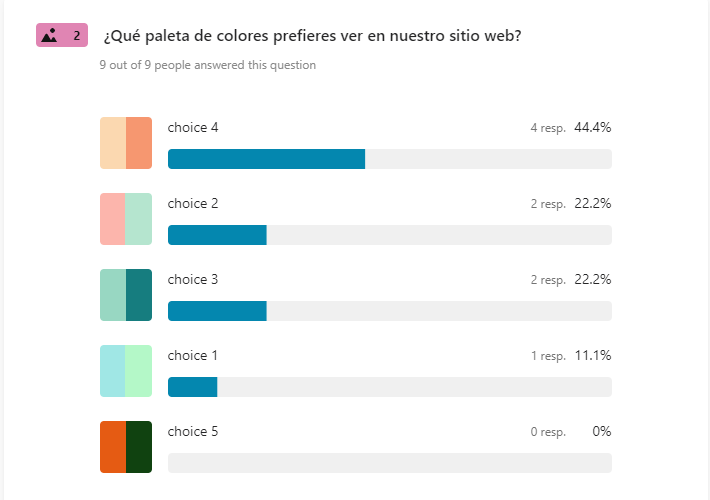 2 ¿Qué paleta de colores prefieres ver en nuestro sitio web?
9 out of 9 people answered this question
choice 4 4 resp. 44.4%
choice 2 2 resp. 22.2%
choice 3 2 resp. 22.2%
choice 1 1 resp. 11.1%
choice 5 0 resp. 0%